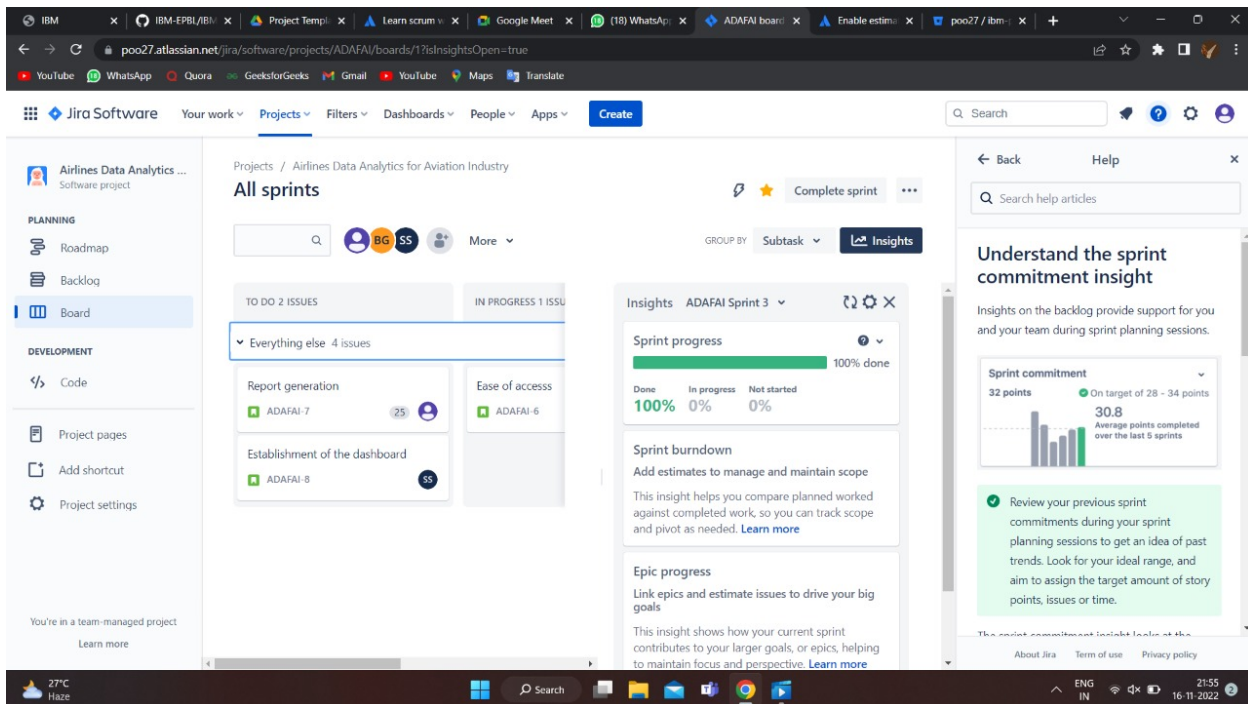 IBM
IBM-EPBL/IBM
Project Templ
Learn scrum w
Google Meet
(18) WhatsAp
ADAFAI board
Enable estima
poo27 / ibm-
poo27.atlassian.net/jira/software/projects/ADAFAI/boards/1?isInsightsOpen=true
YouTube WhatsApp Quora GeeksforGeeks Gmail YouTube Maps Translate
Jira Software Your work Projects Filters Dashboards People Apps Create
Search
Airlines Data Analytics ...
Software project
PLANNING
Roadmap
Backlog
Board
DEVELOPMENT
Code
Project pages
Add shortcut
Project settings
You're in a team-managed project
Learn more
Projects / Airlines Data Analytics for Aviation Industry
All sprints
Complete sprint
BG SS More
GROUP BY Subtask Insights
TO DO 2 ISSUES
IN PROGRESS 1 ISSU
Everything else 4 issues
Report generation
ADAFAI-7 25
Establishment of the dashboard
ADAFAI-8 SS
Ease of accesss
ADAFAI-6
Insights ADAFAI Sprint 3
Sprint progress
100% done
Done In progress Not started
100% 0% 0%
Sprint burndown
Add estimates to manage and maintain scope
This insight helps you compare planned worked
against completed work, so you can track scope
and pivot as needed. Learn more
Epic progress
Link epics and estimate issues to drive your big
goals
This insight shows how your current sprint
contributes to your larger goals, or epics, helping
to maintain focus and perspective. Learn more
Back Help
Search help articles
Understand the sprint
commitment insight
Insights on the backlog provide support for you
and your team during sprint planning sessions.
Sprint commitment
32 points On target of 28 - 34 points
30.8
Average points completed
over the last 5 sprints
Review your previous sprint
commitments during your sprint
planning sessions to get an idea of past
trends. Look for your ideal range, and
aim to assign the target amount of story
points, issues or time.
The sprint commitment insight looks at the
About Jira Term of use Privacy policy
27°C
Haze
Search
ENG
IN
21:55
16-11-2022
2